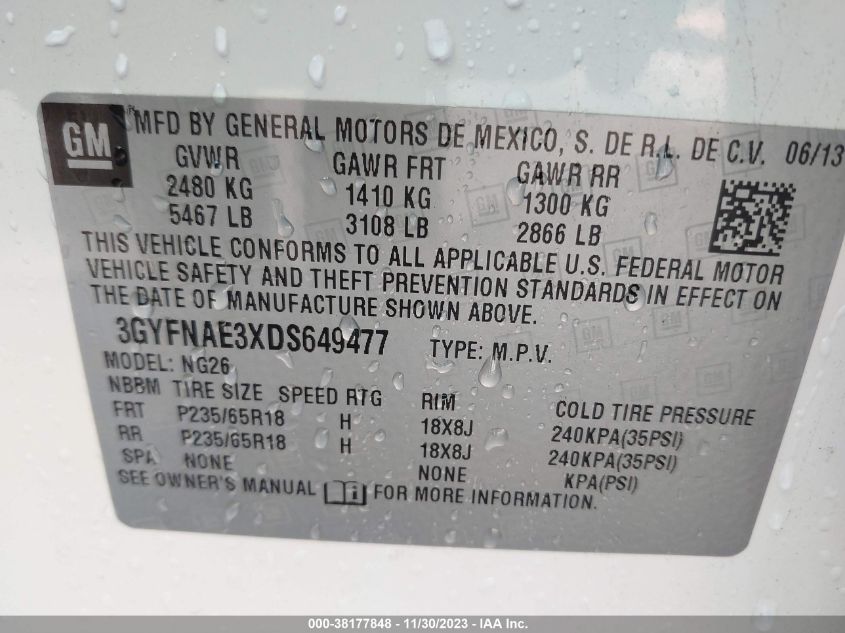 GM
MFD BY GENERAL MOTORS DE MEXICO, S. DE R.L. DE C.V. 06/13
GVWR GAWR FRT GAWR RR
2480 KG 1410 KG 1300 KG
5467 LB 3108 LB 2866 LB
THIS VEHICLE CONFORMS TO ALL APPLICABLE U.S. FEDERAL MOTOR
VEHICLE SAFETY AND THEFT PREVENTION STANDARDS IN EFFECT ON
THE DATE OF MANUFACTURE SHOWN ABOVE.
3GYFNAE3XDS649477 TYPE: M.P.V.
MODEL: NG26
NBBM TIRE SIZE SPEED RTG RIM COLD TIRE PRESSURE
FRT P235/65R18 H 18X8J 240KPA(35PSI)
RR P235/65R18 H 18X8J 240KPA(35PSI)
SPA NONE NONE KPA(PSI)
SEE OWNER'S MANUAL FOR MORE INFORMATION.
000-38177848 - 11/30/2023 - IAA Inc.